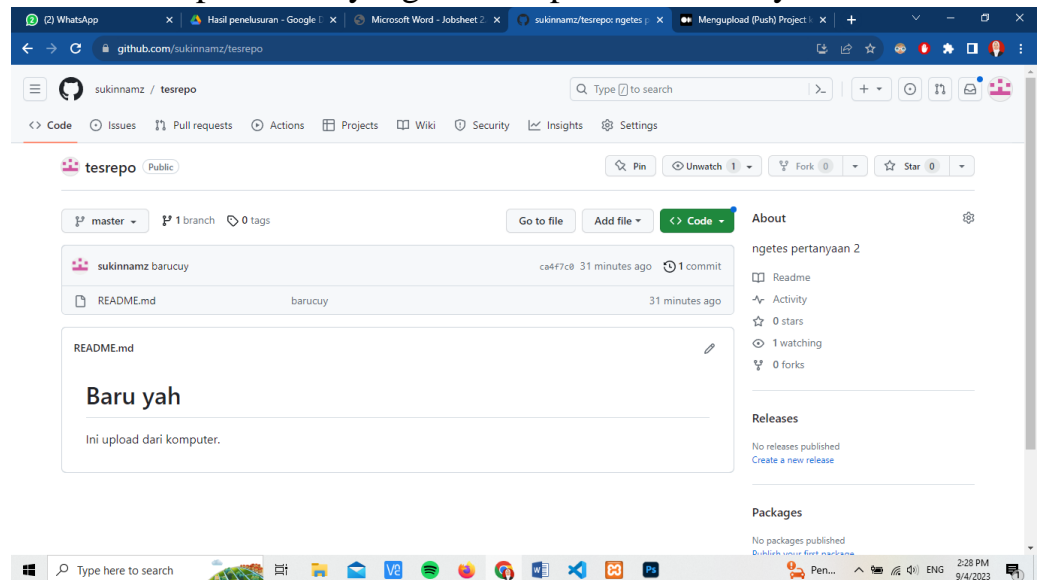 (2) WhatsApp
Hasil penelusuran - Google D
Microsoft Word - Jobsheet 2.
sukinnamz/tesrepo: ngetes p
Mengupload (Push) Project k
github.com/sukinnamz/tesrepo
sukinnamz / tesrepo
Type / to search
Code Issues Pull requests Actions Projects Wiki Security Insights Settings
tesrepo Public
Pin Unwatch 1 Fork 0 Star 0
master 1 branch 0 tags
Go to file Add file Code
sukinnamz barucuy ca4f7c0 31 minutes ago 1 commit
README.md barucuy 31 minutes ago
README.md
Baru yah
Ini upload dari komputer.
About
ngetes pertanyaan 2
Readme
Activity
0 stars
1 watching
0 forks
Releases
No releases published
Create a new release
Packages
No packages published
Publish your first package
Type here to search
Pen... ENG 2:28 PM
9/4/2023